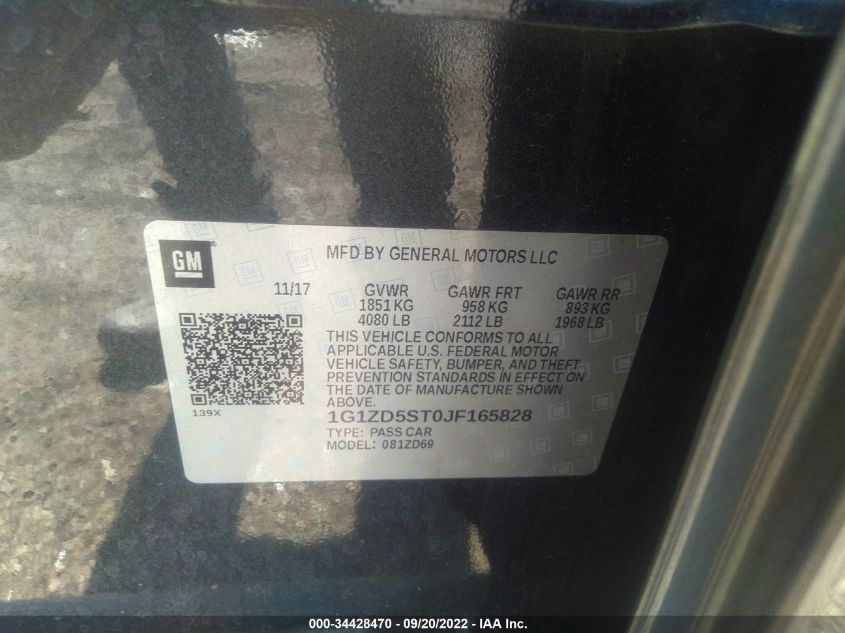 GM
MFD BY GENERAL MOTORS LLC
11/17 GVWR GAWR FRT GAWR RR
1851 KG 958 KG 893 KG
4080 LB 2112 LB 1968 LB
THIS VEHICLE CONFORMS TO ALL
APPLICABLE U.S. FEDERAL MOTOR
VEHICLE SAFETY, BUMPER, AND THEFT
PREVENTION STANDARDS IN EFFECT ON
THE DATE OF MANUFACTURE SHOWN
ABOVE.
139X
1G1ZD5ST0JF165828
TYPE: PASS CAR
MODEL: 081ZD69
000-34428470 - 09/20/2022 - IAA Inc.